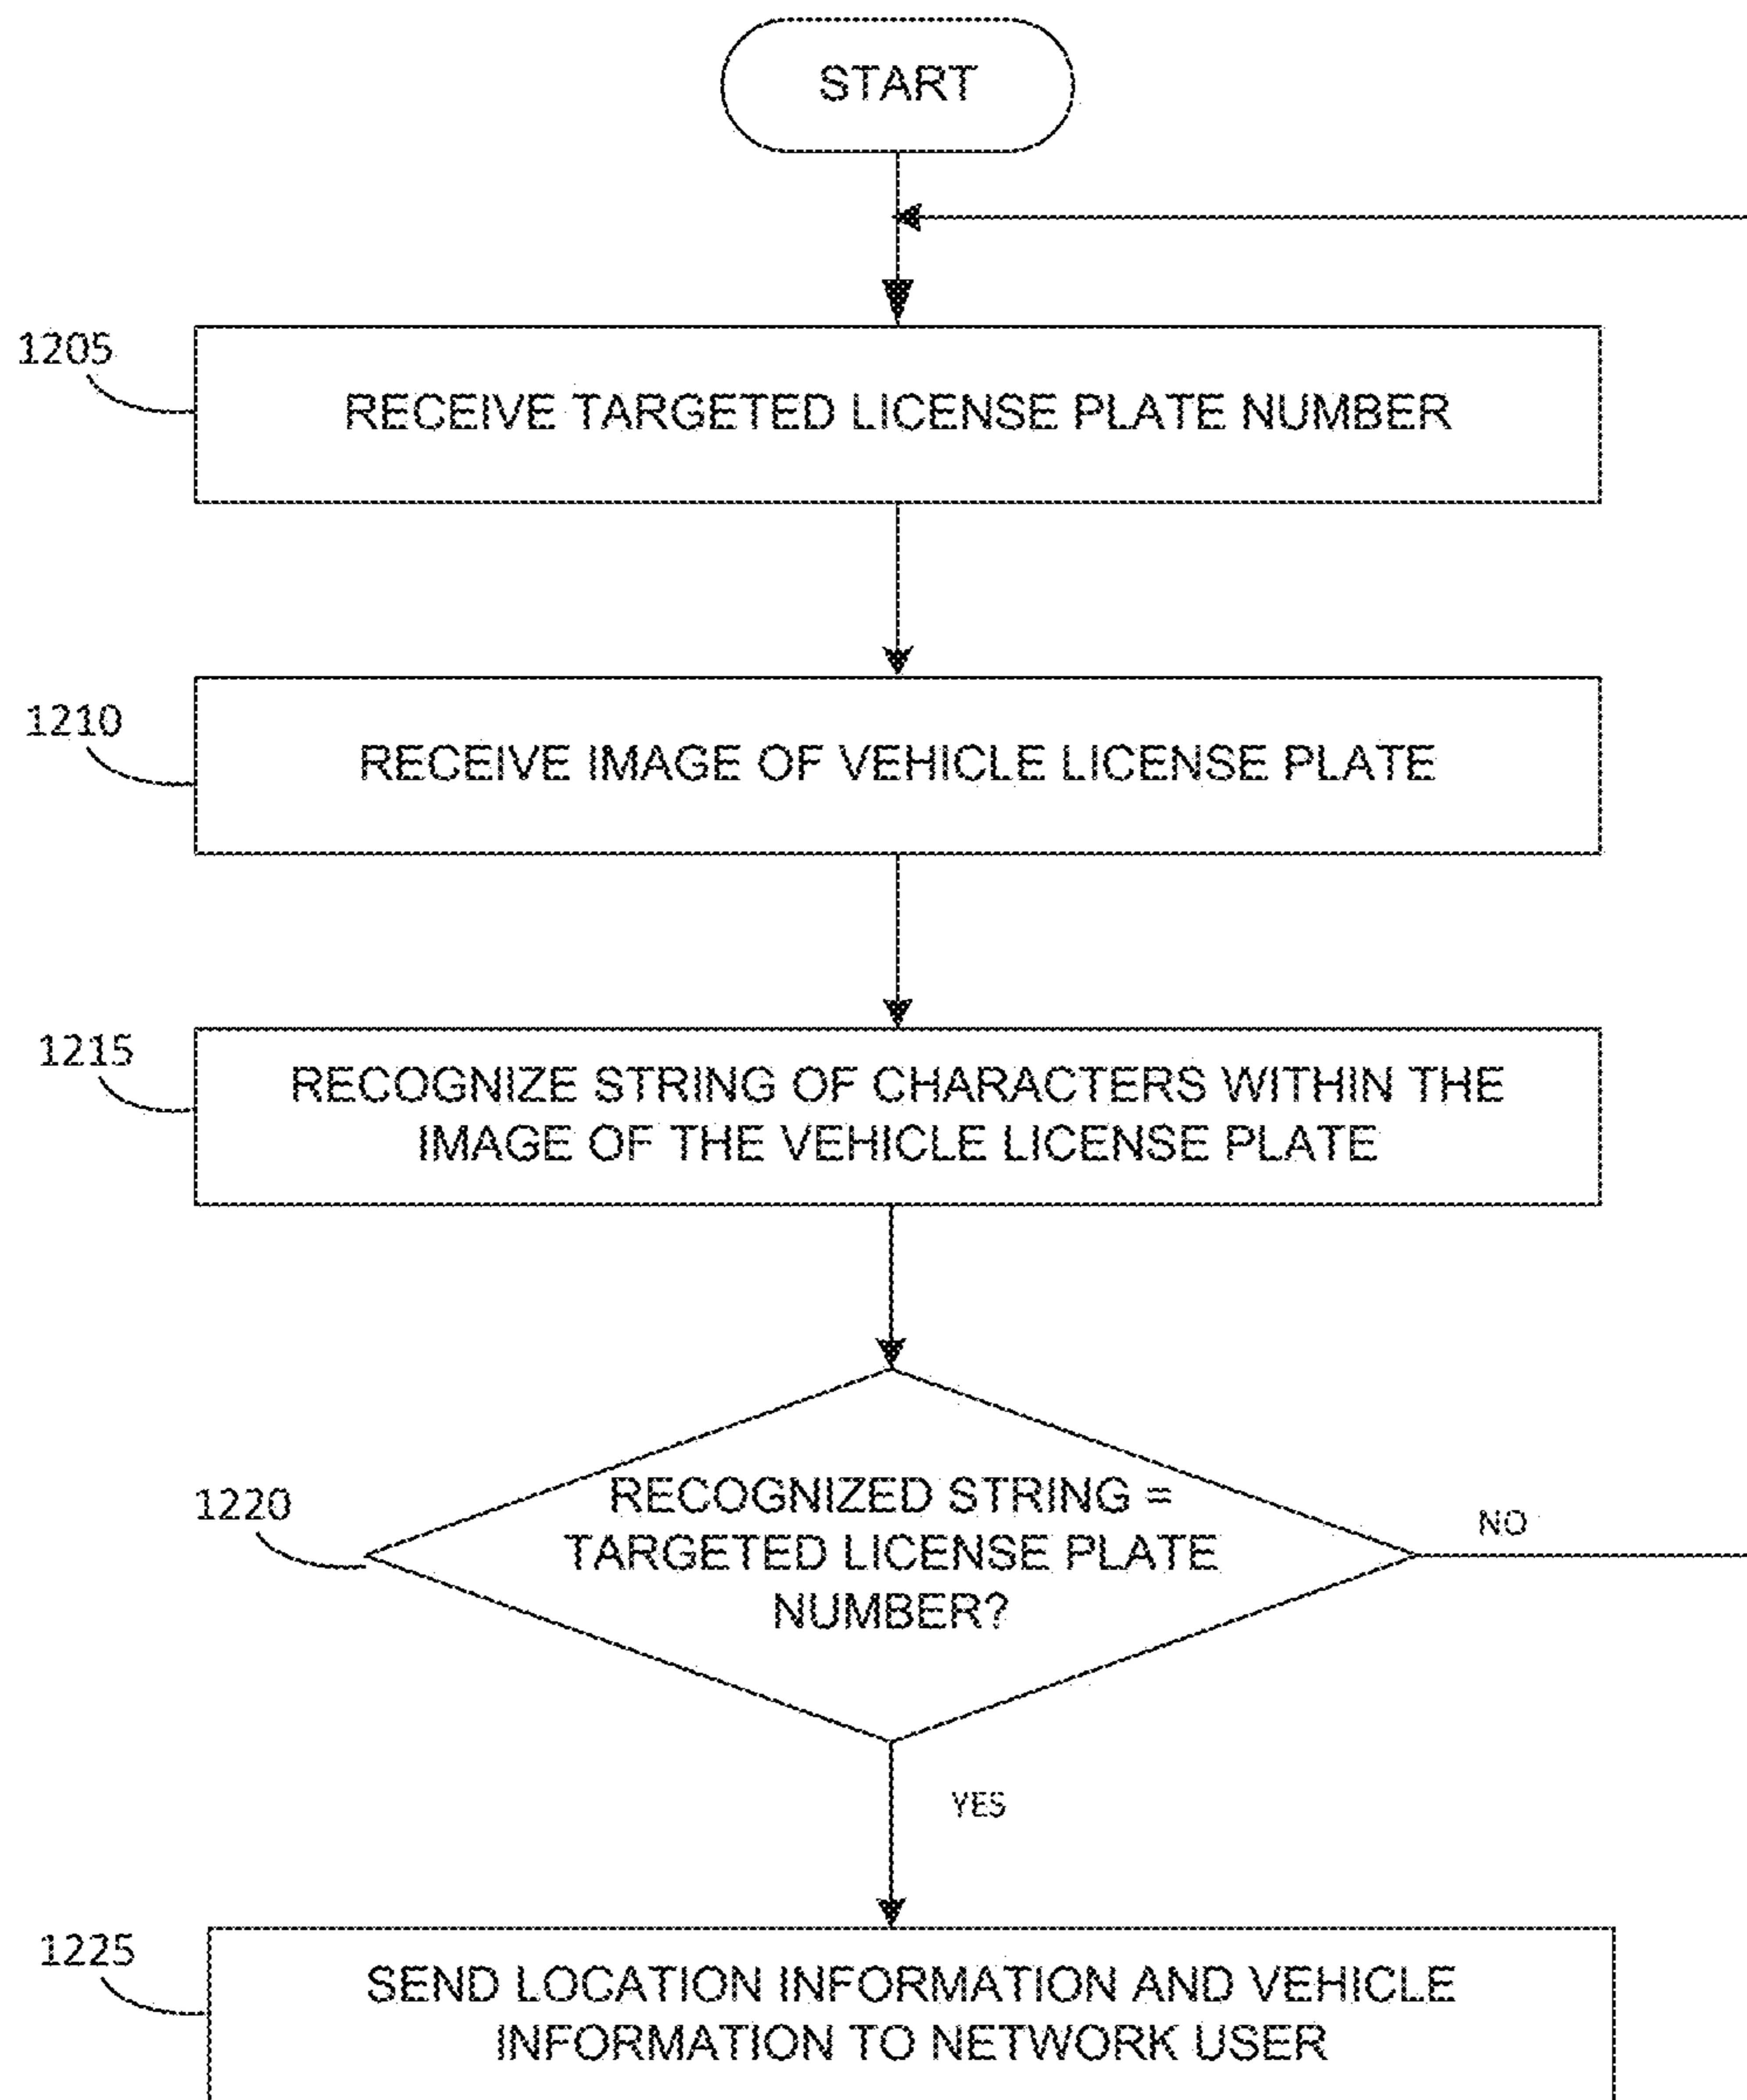 START
1205
RECEIVE TARGETED LICENSE PLATE NUMBER
1210
RECEIVE IMAGE OF VEHICLE LICENSE PLATE
1215
RECOGNIZE STRING OF CHARACTERS WITHIN THE
IMAGE OF THE VEHICLE LICENSE PLATE
1220
RECOGNIZED STRING =
TARGETED LICENSE PLATE
NUMBER?
NO
YES
1225
SEND LOCATION INFORMATION AND VEHICLE
INFORMATION TO NETWORK USER